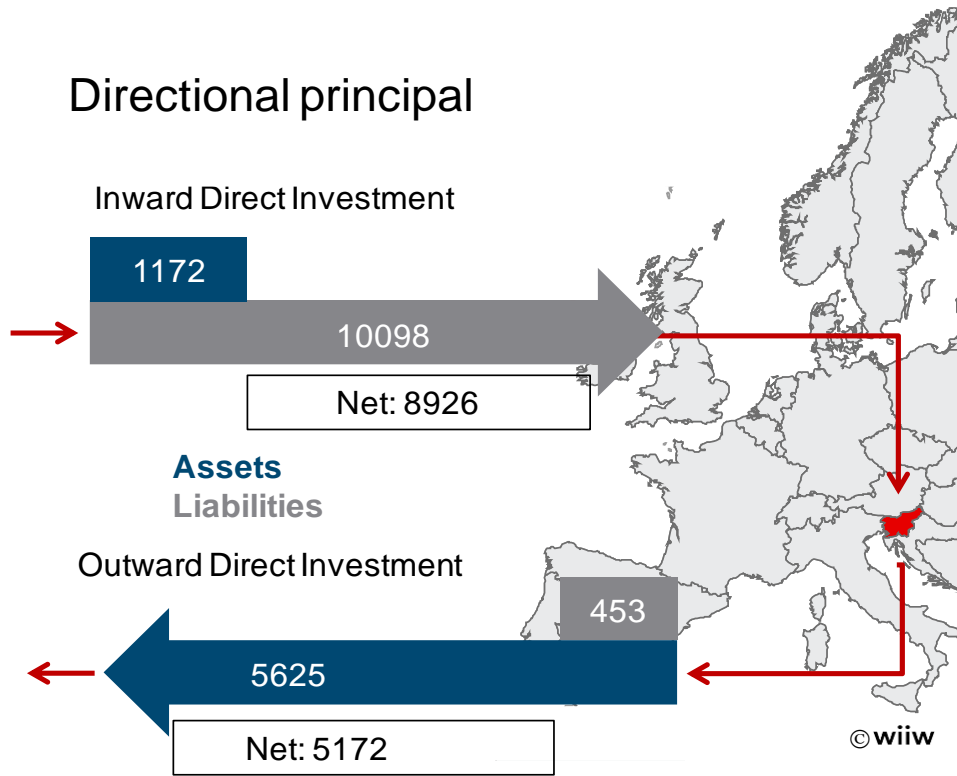 Directional principal
Inward Direct Investment
1172
10098
Net: 8926
Assets
Liabilities
Outward Direct Investment
453
5625
Net: 5172
©wiiw